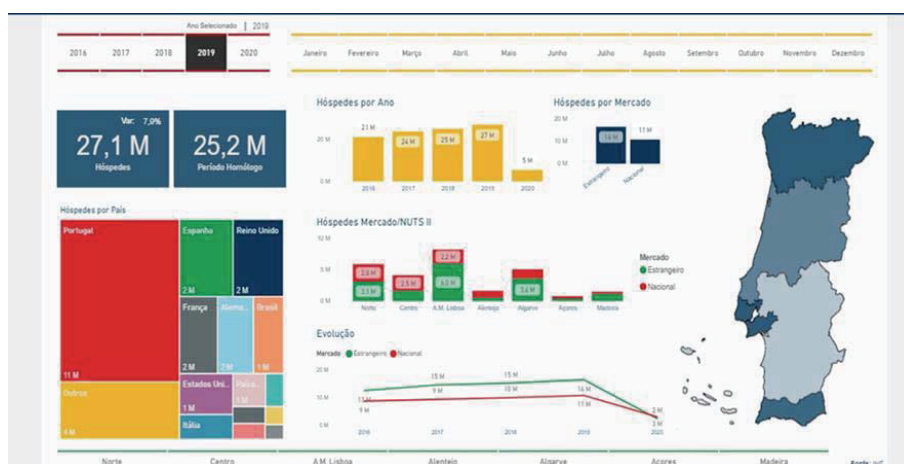 Ano Selecionado | 2019
2016 2017 2018 2019 2020
Janeiro Fevereiro Março Abril Maio Junho Julho Agosto Setembro Outubro Novembro Dezembro
Var: 7,9%
27,1 M
Hóspedes
25,2 M
Período Homólogo
Hóspedes por Ano
20 M
0 M
21 M
24 M
25 M
27 M
5 M
2016 2017 2018 2019 2020
Hóspedes por Mercado
20 M
10 M
0 M
16 M
11 M
Estrangeiro
Nacional
Hóspedes por País
Portugal
11 M
Outros
4 M
Espanha
2 M
Reino Unido
2 M
França
2 M
Alema...
Brasil
1 M
Estados Uni...
1 M
Itália
Hóspedes Mercado/NUTS II
10 M
5 M
0 M
2.2 M
Norte Centro A.M. Lisboa Alentejo Algarve Açores Madeira
Mercado
Estrangeiro
Nacional
Evolução
Mercado Estrangeiro Nacional
20 M
10 M
0 M
9 M
15 M
9 M
15 M
10 M
16 M
11 M
2 M
3 M
2016 2017 2018 2019 2020
Norte Centro A.M. Lisboa Alentejo Algarve Açores Madeira